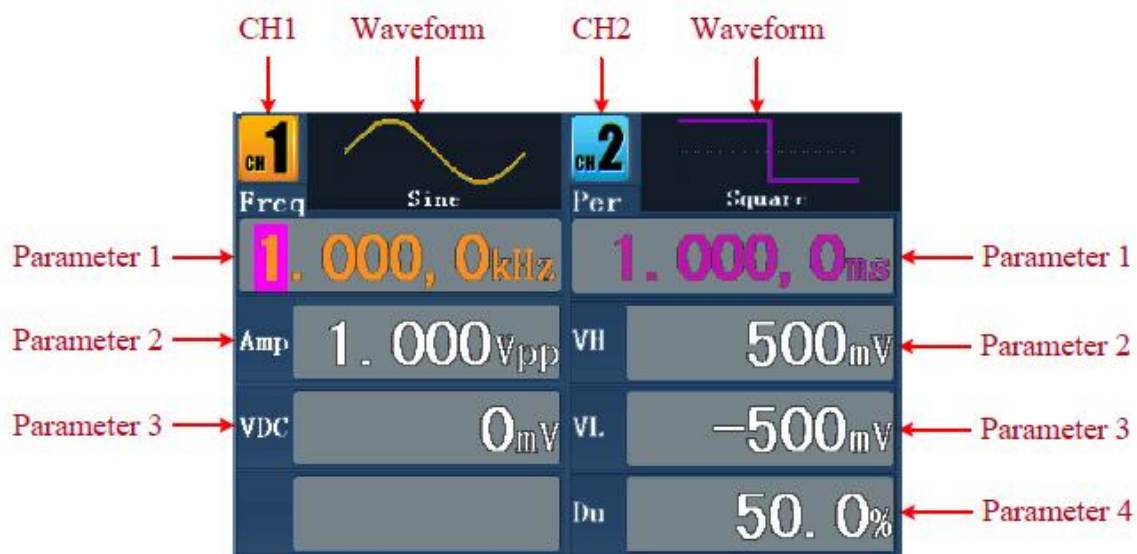 CH1 Waveform CH2 Waveform
CH 1 CH 2
Sine Square
Freq Per
Parameter 1 1.000,0kHz 1.000,0ms Parameter 1
Parameter 2 Amp 1.000Vpp VH 500mV Parameter 2
Parameter 3 VDC 0mV VL -500mV Parameter 3
Du 50.0% Parameter 4